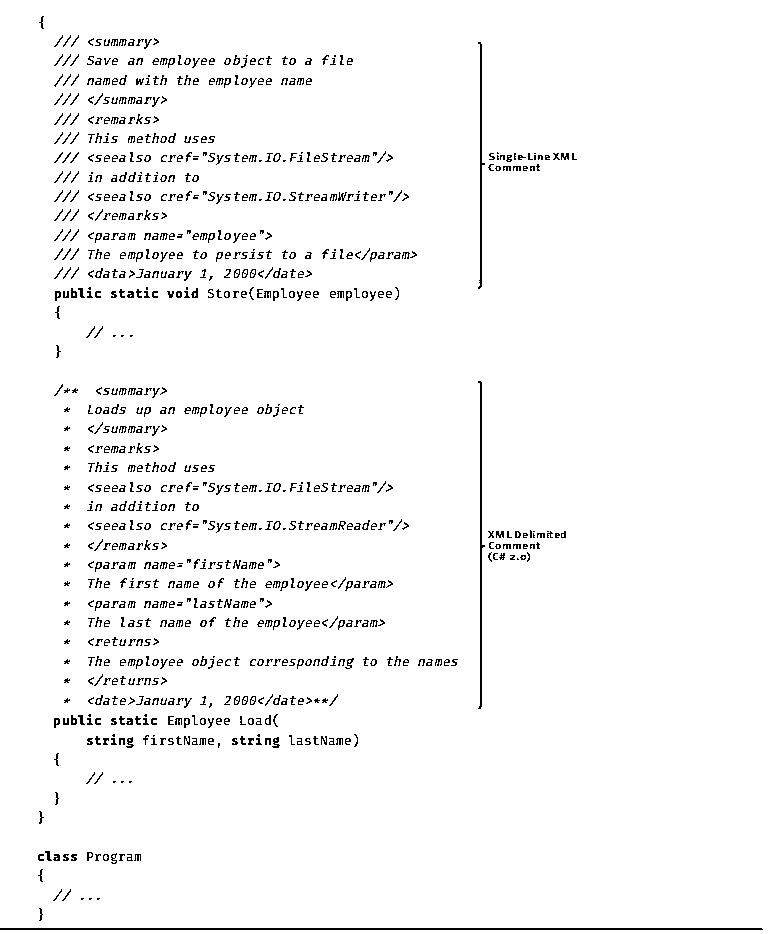 {
/// <summary>
/// Save an employee object to a file
/// named with the employee name
/// </summary>
/// <remarks>
/// This method uses
/// <seealso cref="System.IO.FileStream"/>
/// in addition to
/// <seealso cref="System.IO.StreamWriter"/>
/// </remarks>
/// <param name="employee">
/// The employee to persist to a file</param>
/// <data>January 1, 2000</date>
Single-Line XML
Comment
public static void Store(Employee employee)
{
// ...
}
/** <summary>
* Loads up an employee object
* </summary>
* <remarks>
* This method uses
* <seealso cref="System.IO.FileStream"/>
* in addition to
* <seealso cref="System.IO.StreamReader"/>
* </remarks>
* <param name="firstName">
* The first name of the employee</param>
* <param name="lastName">
* The last name of the employee</param>
* <returns>
* The employee object corresponding to the names
* </returns>
* <date>January 1, 2000</date>**/
XML Delimited
Comment
(C# 2.0)
public static Employee Load(
string firstName, string lastName)
{
// ...
}
}
class Program
{
// ...
}